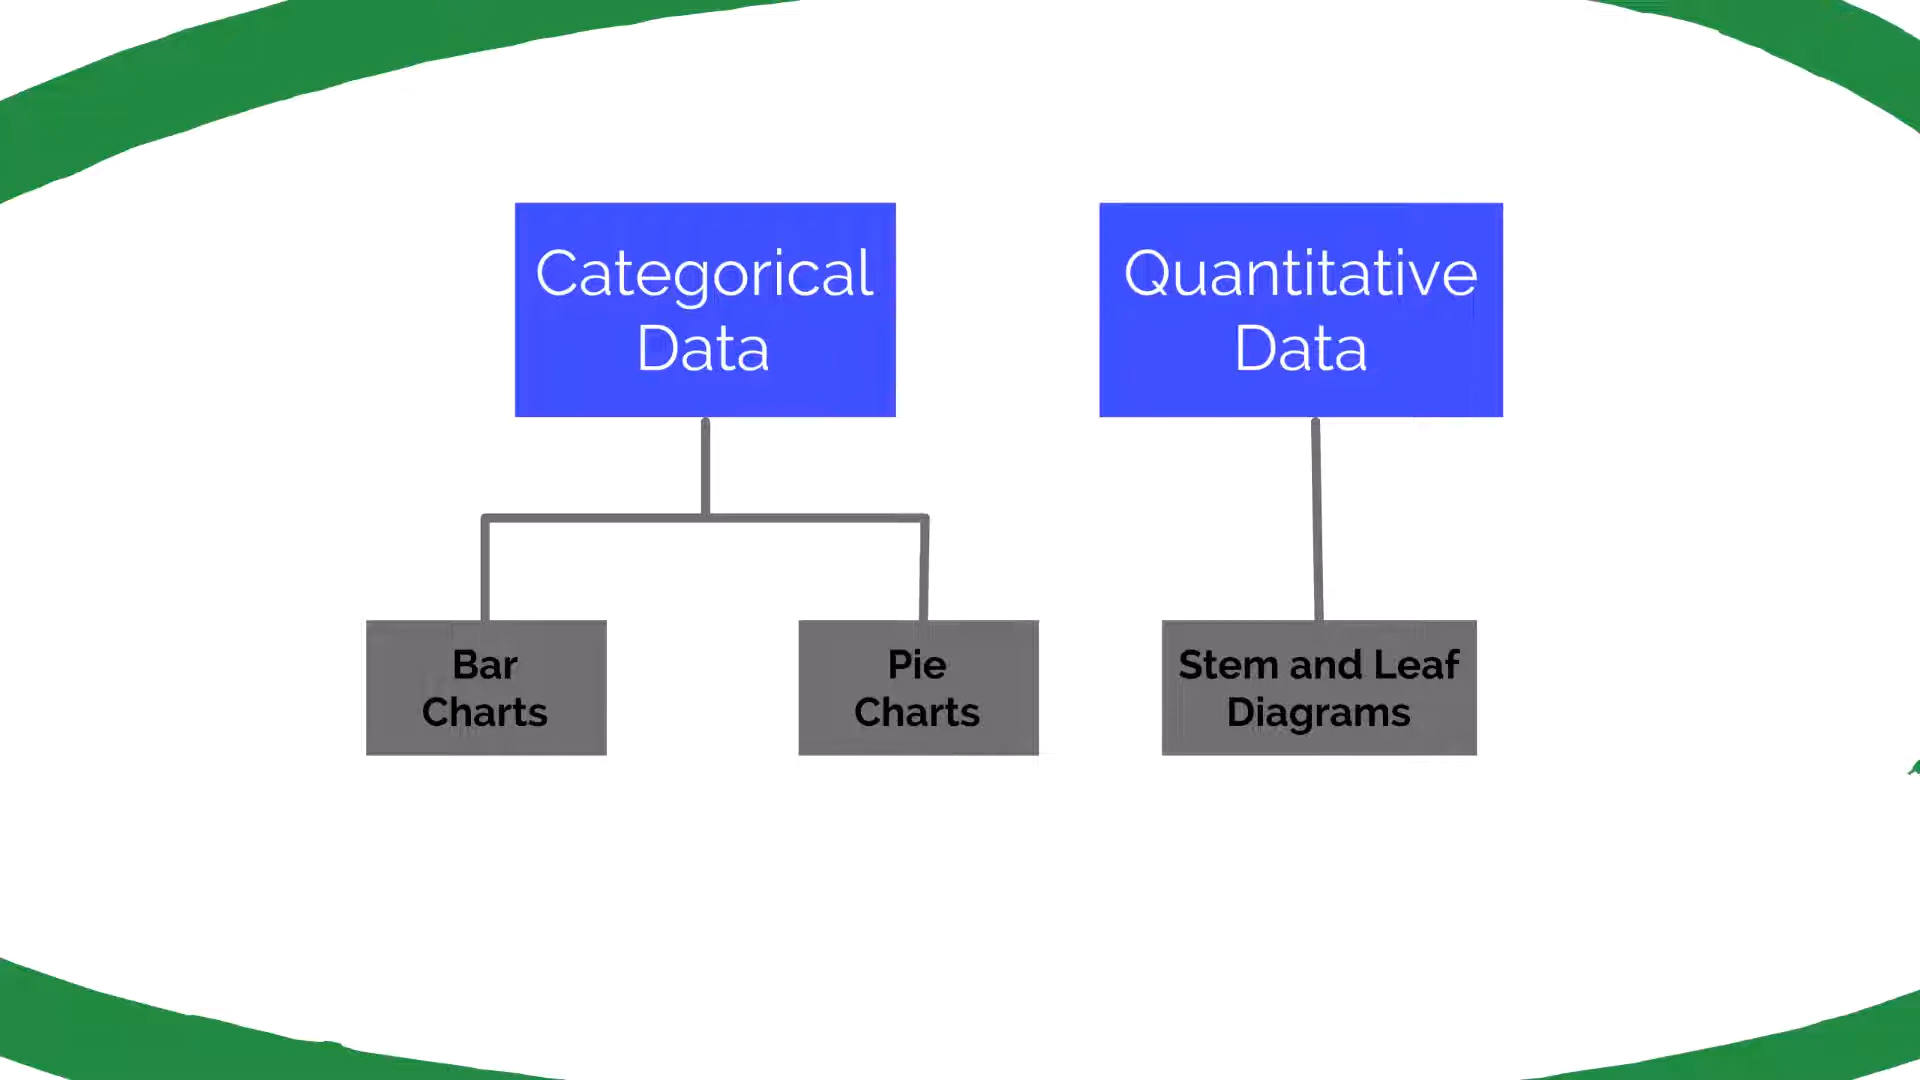 Categorical
Data
Quantitative
Data
Bar
Charts
Pie
Charts
Stem and Leaf
Diagrams